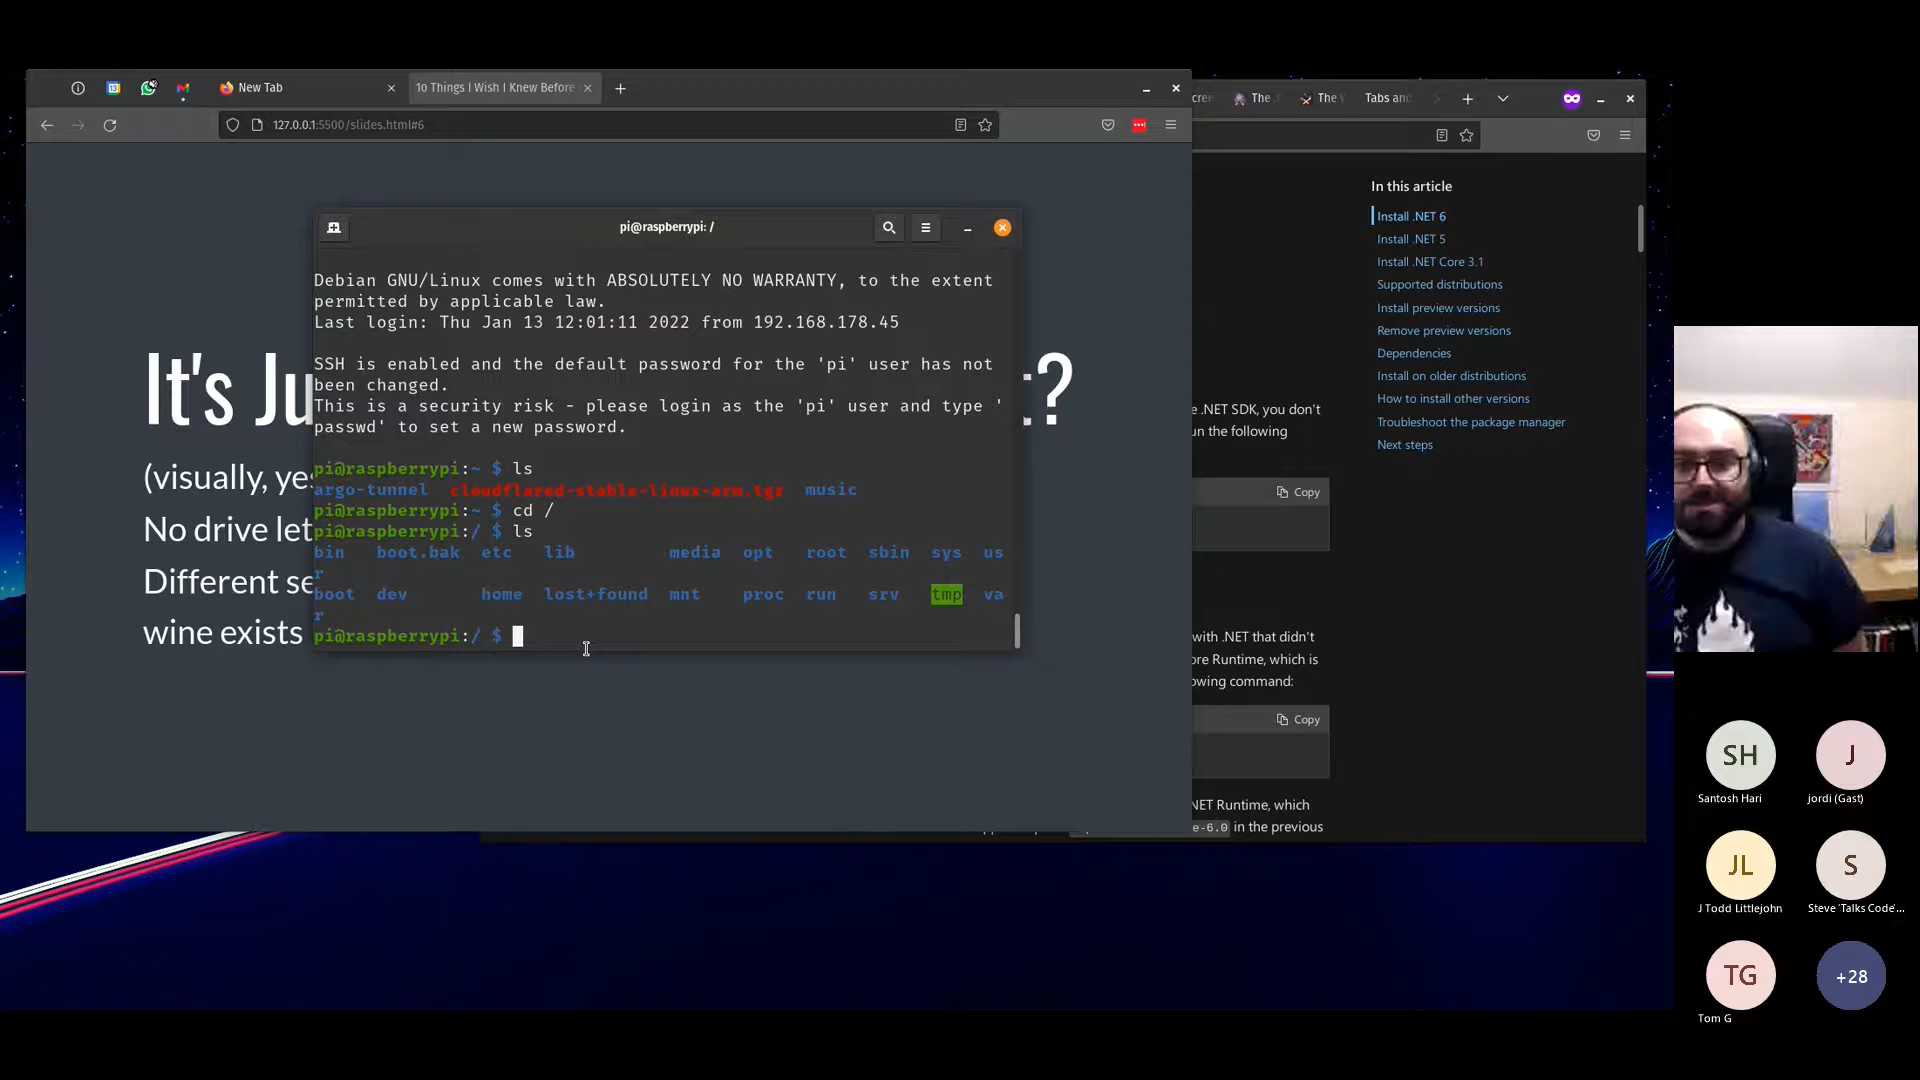 New Tab
10 Things I Wish I Knew Before
127.0.0.1:5500/slides.html#6
The
The
Tabs and
It's Ju
t?
(visually, yes
No drive let
Different se
wine exists
pi@raspberrypi: /
Debian GNU/Linux comes with ABSOLUTELY NO WARRANTY, to the extent
permitted by applicable law.
Last login: Thu Jan 13 12:01:11 2022 from 192.168.178.45
SSH is enabled and the default password for the 'pi' user has not
been changed.
This is a security risk - please login as the 'pi' user and type '
passwd' to set a new password.
pi@raspberrypi:~ $ ls
argo-tunnel cloudflared-stable-linux-arm.tgz music
pi@raspberrypi:~ $ cd /
pi@raspberrypi:/ $ ls
bin boot.bak etc lib media opt root sbin sys us
r
boot dev home lost+found mnt proc run srv tmp va
r
pi@raspberrypi:/ $
e .NET SDK, you don't
un the following
Copy
with .NET that didn't
ore Runtime, which is
owing command:
Copy
NET Runtime, which
e-6.0 in the previous
In this article
Install .NET 6
Install .NET 5
Install .NET Core 3.1
Supported distributions
Install preview versions
Remove preview versions
Dependencies
Install on older distributions
How to install other versions
Troubleshoot the package manager
Next steps
SH
Santosh Hari
J
jordi (Gast)
JL
J Todd Littlejohn
S
Steve 'Talks Code'...
TG
Tom G
+28